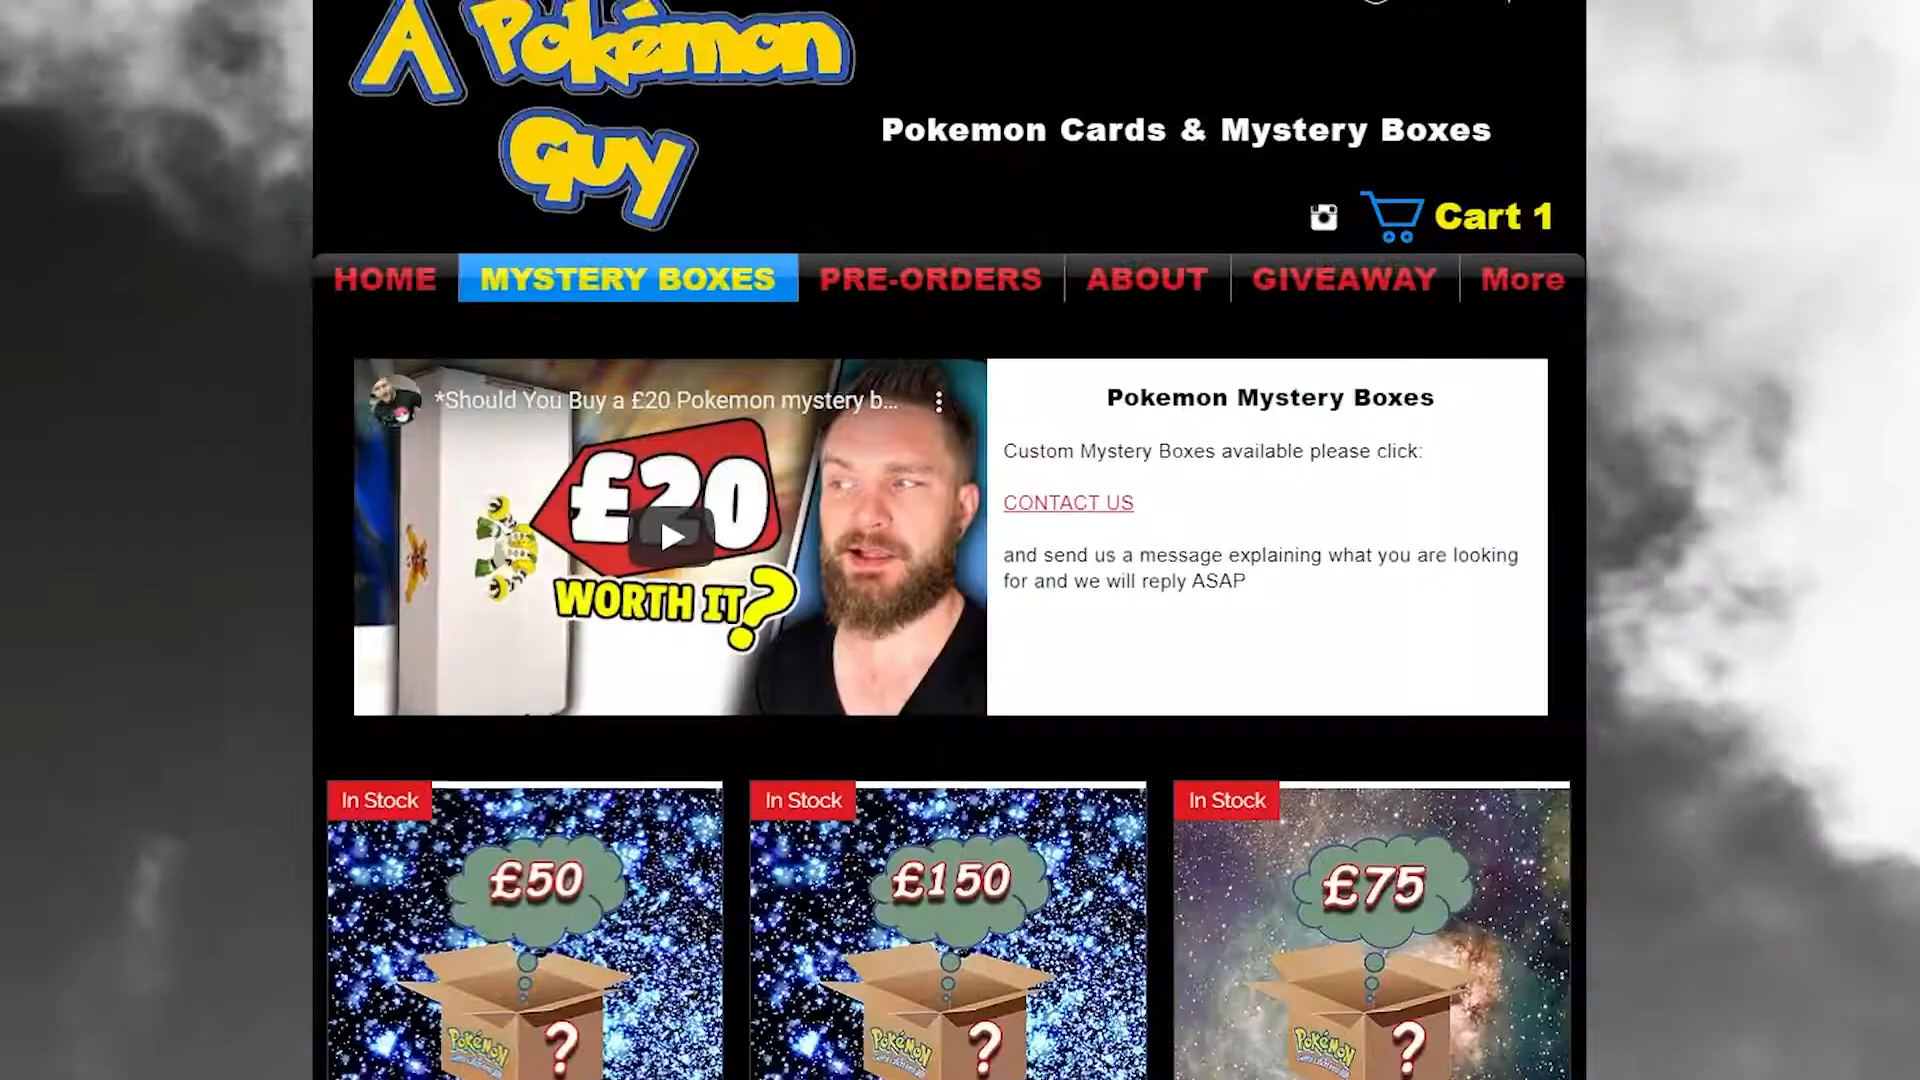 A Pokémon
Guy
Pokemon Cards & Mystery Boxes
Cart 1
HOME
MYSTERY BOXES
PRE-ORDERS
ABOUT
GIVEAWAY
More
*Should You Buy a £20 Pokemon mystery b...
£20
WORTH IT?
Pokemon Mystery Boxes
Custom Mystery Boxes available please click:
CONTACT US
and send us a message explaining what you are looking
for and we will reply ASAP
In Stock
In Stock
In Stock
£50
£150
£75
POKéMON
?
POKéMON
?
POKéMON
?